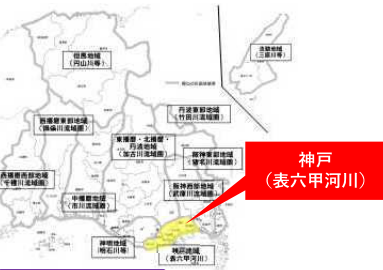 但馬地域
(円山川等)
淡路地域
(三原川等)
丹波東部地域
(竹田川流域圏)
西播磨東部地域
(揖保川流域圏)
東播磨・北播磨・
丹波地域
(加古川流域圏)
阪神東部地域
(猪名川流域圏)
神戸
(表六甲河川)
西播磨西部地域
(千種川流域圏)
阪神西部地域
(武庫川流域圏)
中播磨地域
(市川流域圏)
神明地域
(明石川等)
神戸地域
(表六甲河川)